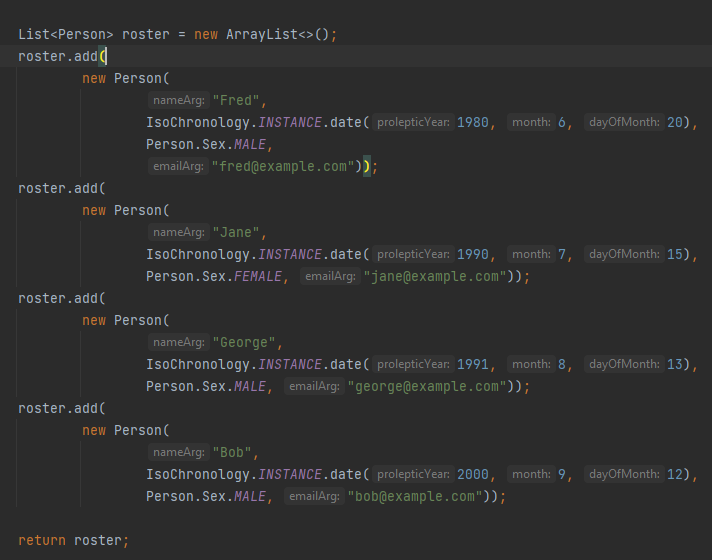 List<Person> roster = new ArrayList<>();
roster.add(
new Person(
nameArg: "Fred",
IsoChronology.INSTANCE.date( prolepticYear: 1980, month: 6, dayOfMonth: 20),
Person.Sex.MALE,
emailArg: "fred@example.com"));
roster.add(
new Person(
nameArg: "Jane",
IsoChronology.INSTANCE.date( prolepticYear: 1990, month: 7, dayOfMonth: 15),
Person.Sex.FEMALE, emailArg: "jane@example.com"));
roster.add(
new Person(
nameArg: "George",
IsoChronology.INSTANCE.date( prolepticYear: 1991, month: 8, dayOfMonth: 13),
Person.Sex.MALE, emailArg: "george@example.com"));
roster.add(
new Person(
nameArg: "Bob",
IsoChronology.INSTANCE.date( prolepticYear: 2000, month: 9, dayOfMonth: 12),
Person.Sex.MALE, emailArg: "bob@example.com"));
return roster;